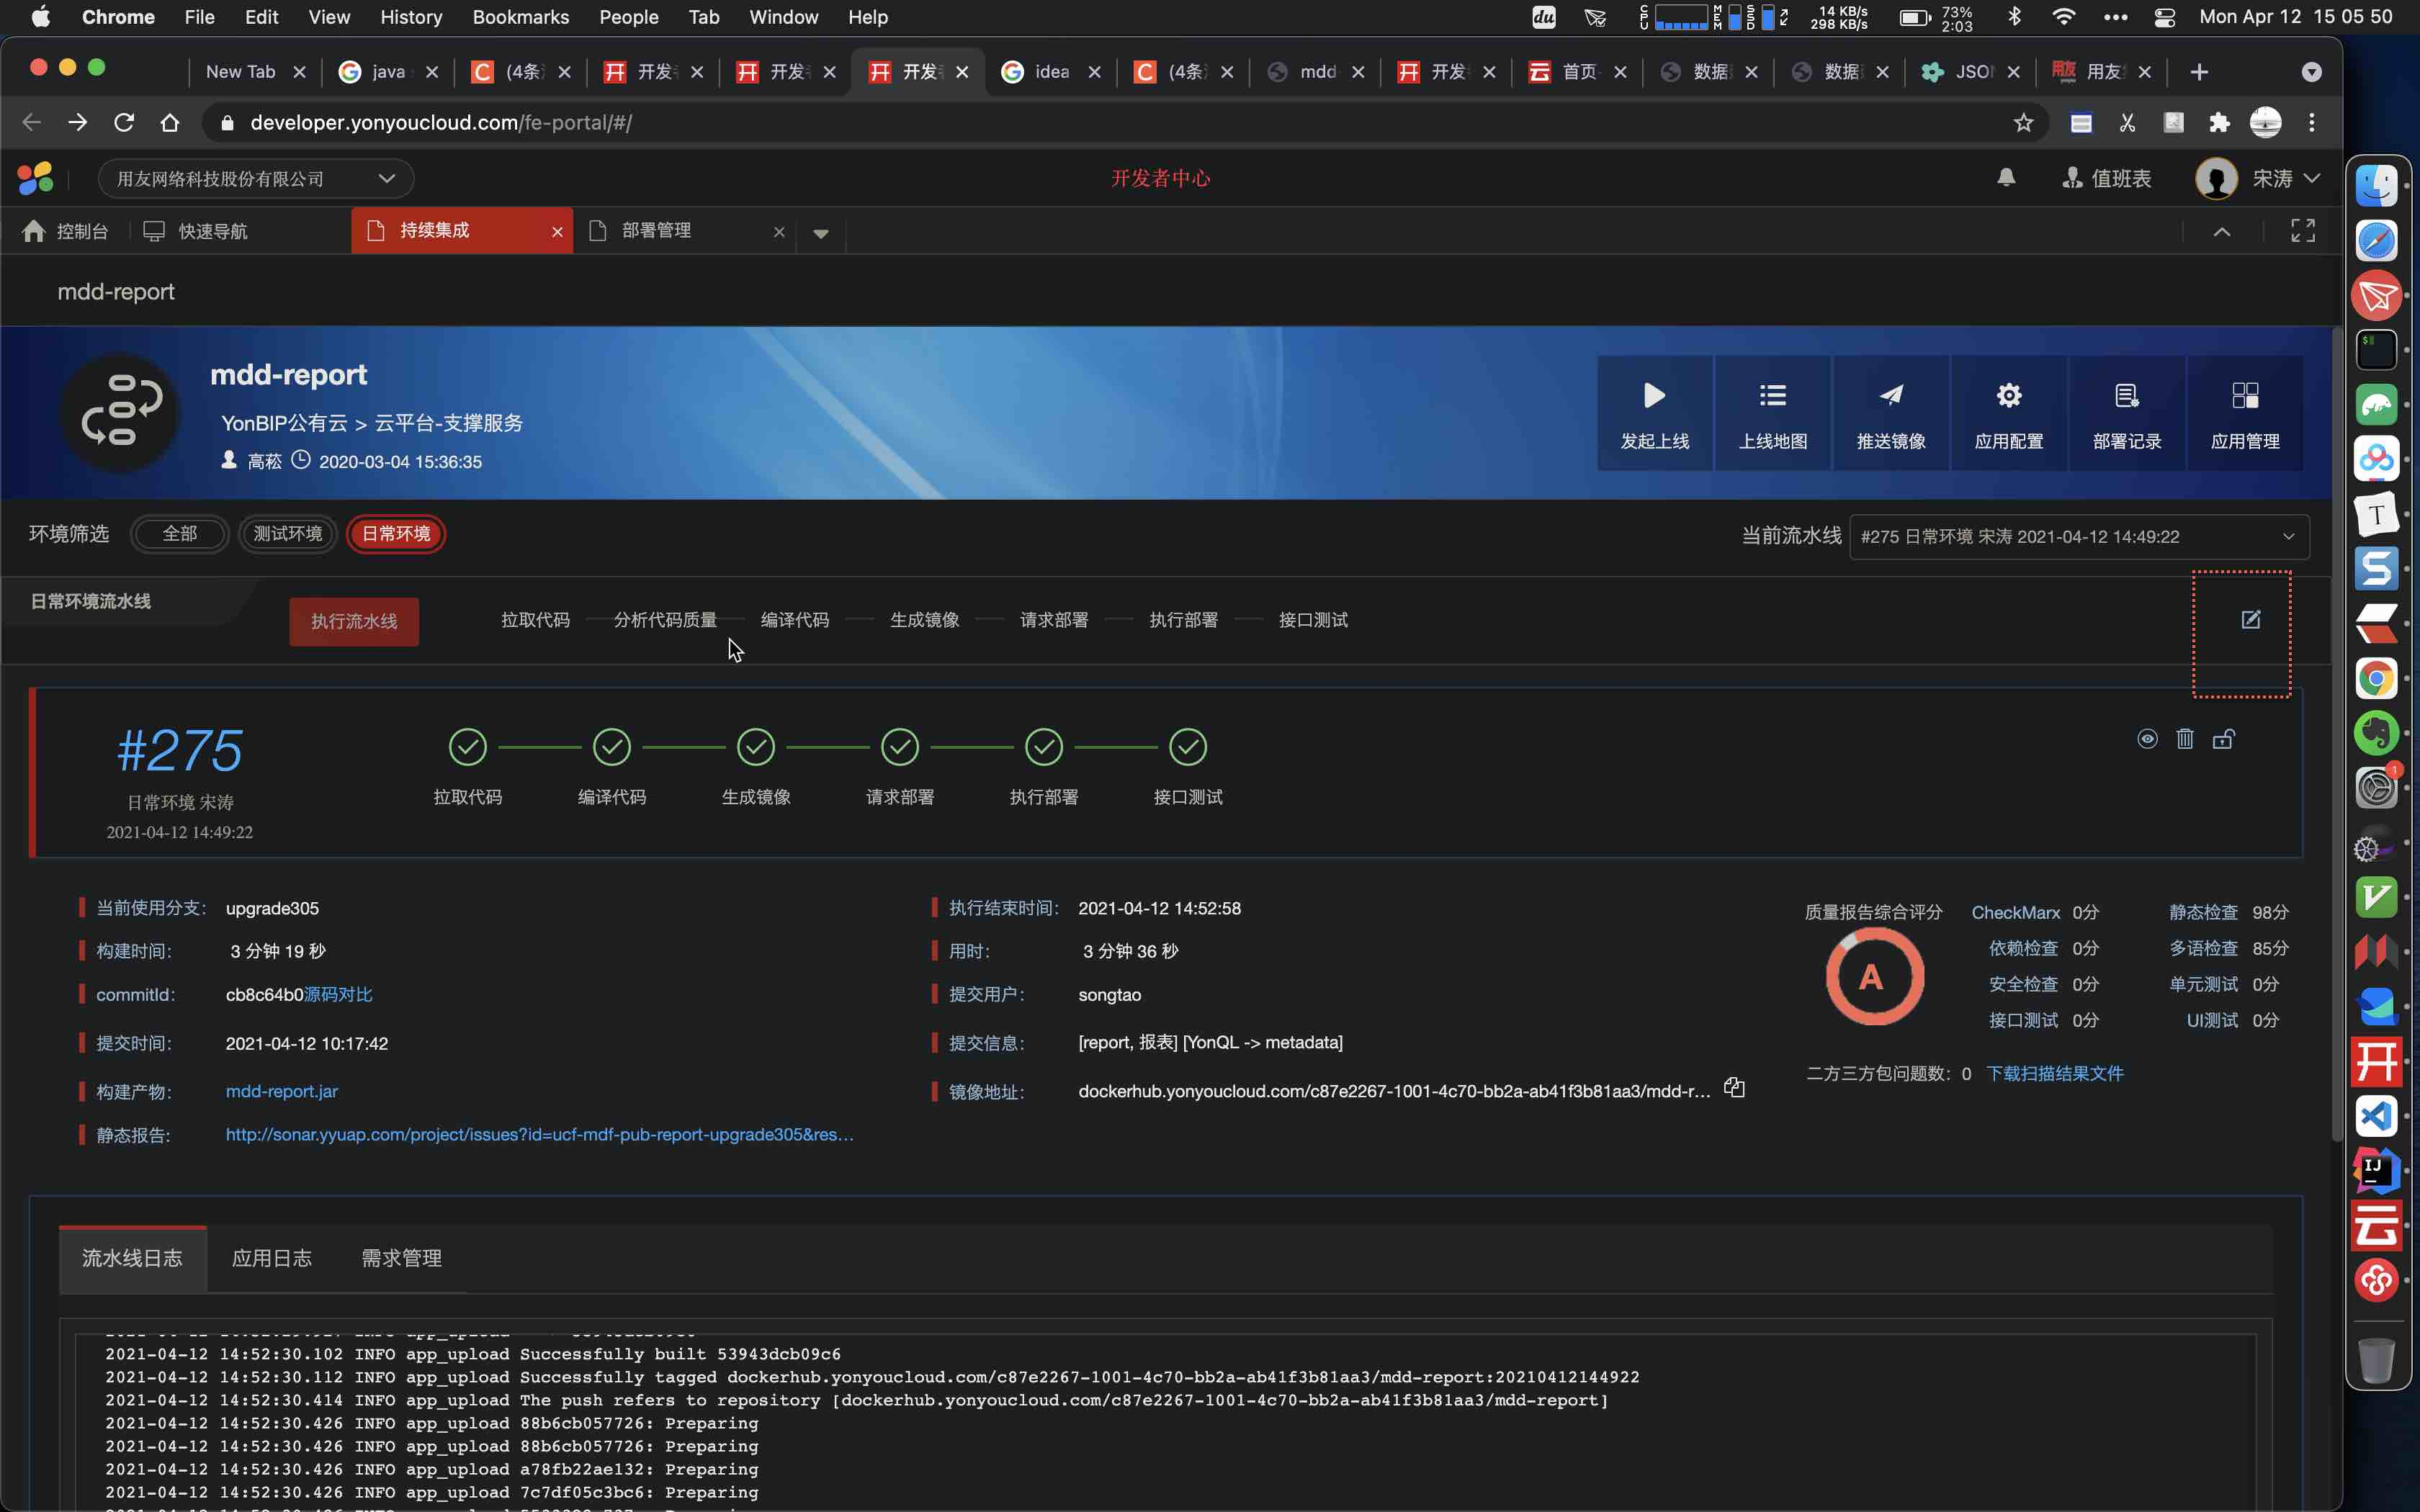 Chrome File Edit View History Bookmarks People Tab Window Help
14 KB/s
298 KB/s
73%
2:03
Mon Apr 12 15 05 50
New Tab
java
(4条
开发
开发
开发
idea
(4条
mdd
开发
首页
数据
数据
JSO
用友
developer.yonyoucloud.com/fe-portal/#/
用友网络科技股份有限公司
开发者中心
值班表
宋涛
控制台
快速导航
持续集成
部署管理
mdd-report
mdd-report
YonBIP公有云 > 云平台-支撑服务
高菘 2020-03-04 15:36:35
发起上线
上线地图
推送镜像
应用配置
部署记录
应用管理
环境筛选 全部 测试环境 日常环境
当前流水线 #275 日常环境 宋涛 2021-04-12 14:49:22
日常环境流水线
执行流水线
拉取代码 分析代码质量 编译代码 生成镜像 请求部署 执行部署 接口测试
#275
日常环境 宋涛
2021-04-12 14:49:22
拉取代码 编译代码 生成镜像 请求部署 执行部署 接口测试
当前使用分支: upgrade305
执行结束时间: 2021-04-12 14:52:58
构建时间: 3 分钟 19 秒
用时: 3 分钟 36 秒
commitId: cb8c64b0源码对比
提交用户: songtao
提交时间: 2021-04-12 10:17:42
提交信息: [report, 报表] [YonQL -> metadata]
构建产物: mdd-report.jar
镜像地址: dockerhub.yonyoucloud.com/c87e2267-1001-4c70-bb2a-ab41f3b81aa3/mdd-r...
静态报告: http://sonar.yyuap.com/project/issues?id=ucf-mdf-pub-report-upgrade305&res...
质量报告综合评分
A
CheckMarx 0分 静态检查 98分
依赖检查 0分 多语检查 85分
安全检查 0分 单元测试 0分
接口测试 0分 UI测试 0分
二方三方包问题数: 0 下载扫描结果文件
流水线日志 应用日志 需求管理
2021-04-12 14:52:30.102 INFO app_upload Successfully built 53943dcb09c6
2021-04-12 14:52:30.112 INFO app_upload Successfully tagged dockerhub.yonyoucloud.com/c87e2267-1001-4c70-bb2a-ab41f3b81aa3/mdd-report:20210412144922
2021-04-12 14:52:30.414 INFO app_upload The push refers to repository [dockerhub.yonyoucloud.com/c87e2267-1001-4c70-bb2a-ab41f3b81aa3/mdd-report]
2021-04-12 14:52:30.426 INFO app_upload 88b6cb057726: Preparing
2021-04-12 14:52:30.426 INFO app_upload 88b6cb057726: Preparing
2021-04-12 14:52:30.426 INFO app_upload a78fb22ae132: Preparing
2021-04-12 14:52:30.426 INFO app_upload 7c7df05c3bc6: Preparing